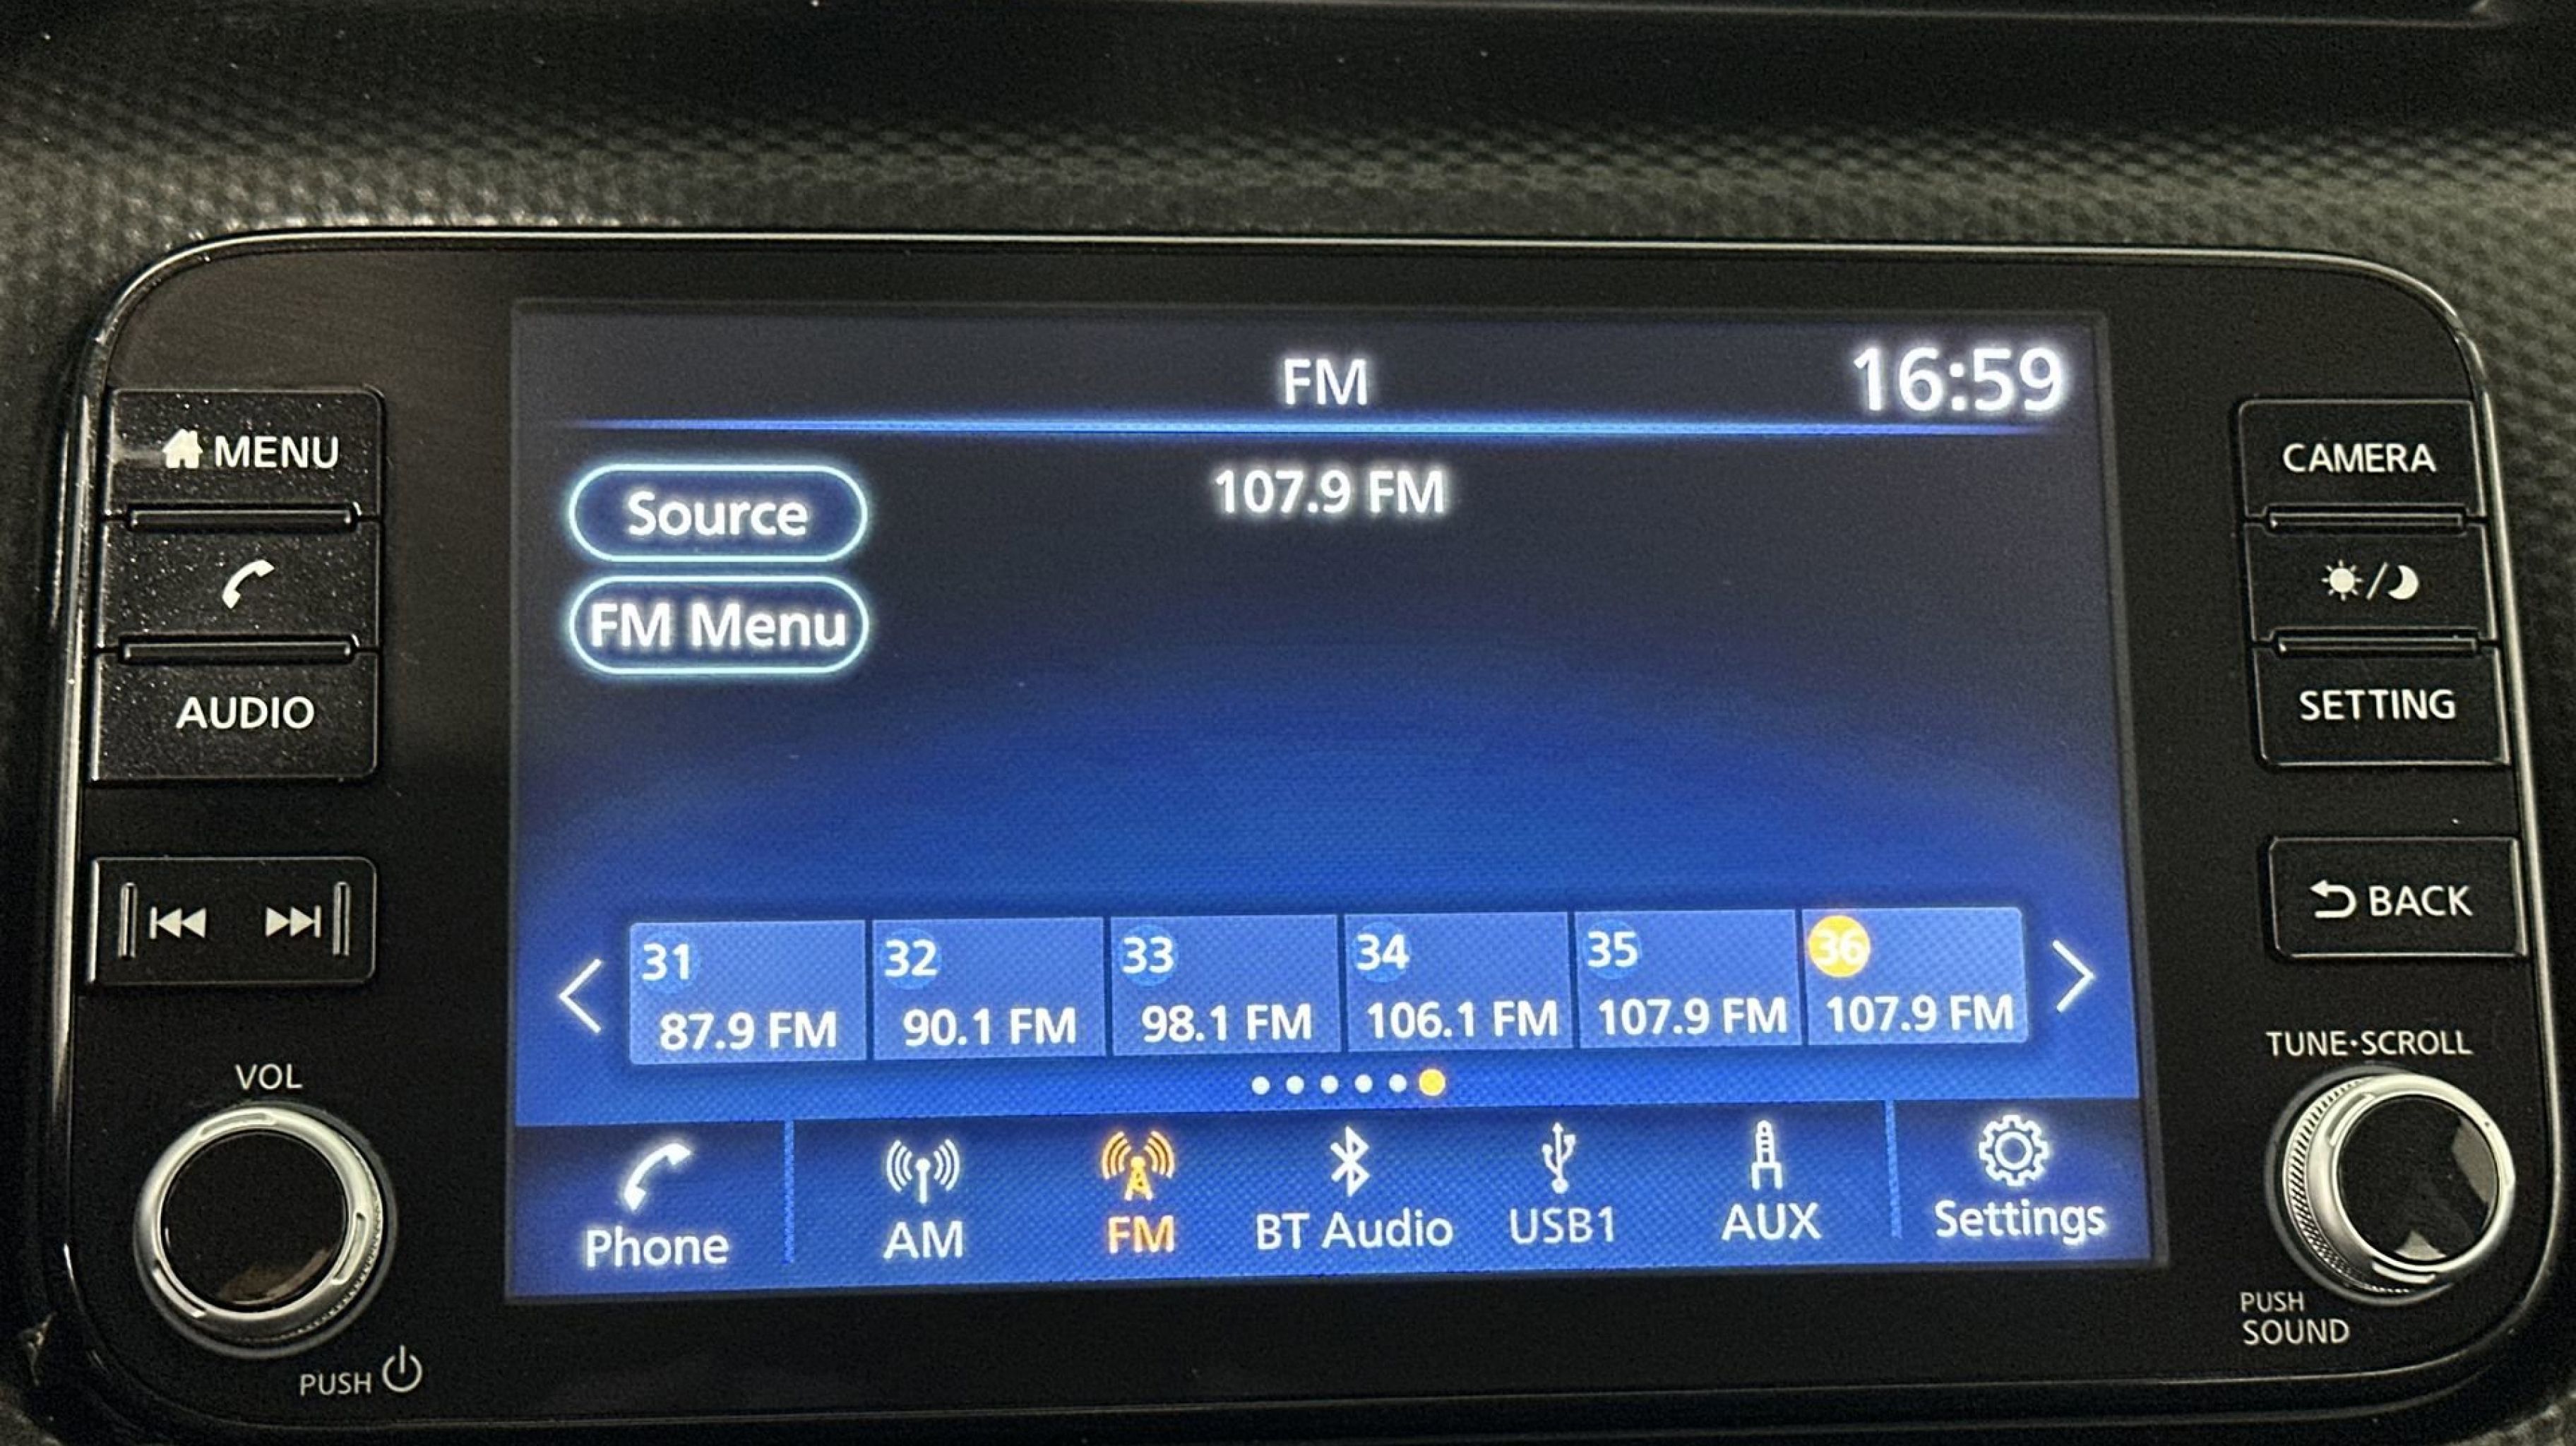 FM
16:59
MENU
CAMERA
107.9 FM
Source
FM Menu
AUDIO
SETTING
BACK
31
32
33
34
35
36
87.9 FM
90.1 FM
98.1 FM
106.1 FM
107.9 FM
107.9 FM
VOL
TUNE·SCROLL
Phone
AM
FM
BT Audio
USB1
AUX
Settings
PUSH
PUSH
SOUND